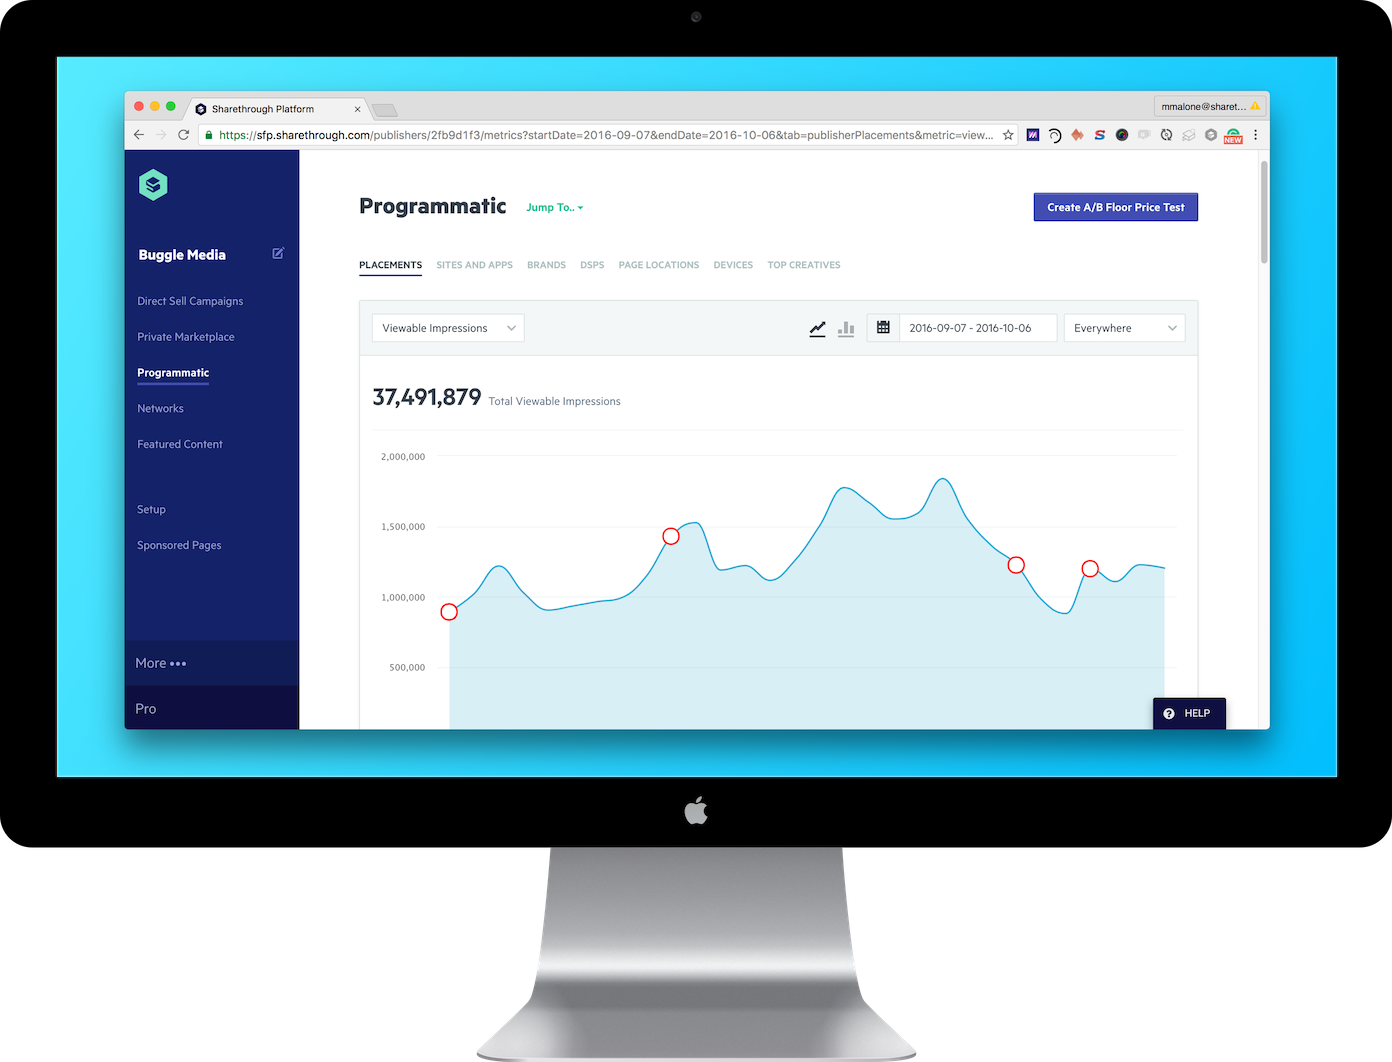 Sharethrough Platform
mmalone@sharet...
https://sfp.sharethrough.com/publishers/2fb9d1f3/metrics?startDate=2016-09-07&endDate=2016-10-06&tab=publisherPlacements&metric=view...
NEW
Buggle Media
Direct Sell Campaigns
Private Marketplace
Programmatic
Networks
Featured Content
Setup
Sponsored Pages
More •••
Pro
Programmatic
Jump To..
Create A/B Floor Price Test
PLACEMENTS SITES AND APPS BRANDS DSPS PAGE LOCATIONS DEVICES TOP CREATIVES
Viewable Impressions
2016-09-07 - 2016-10-06
Everywhere
37,491,879 Total Viewable Impressions
2,000,000
1,500,000
1,000,000
500,000
? HELP